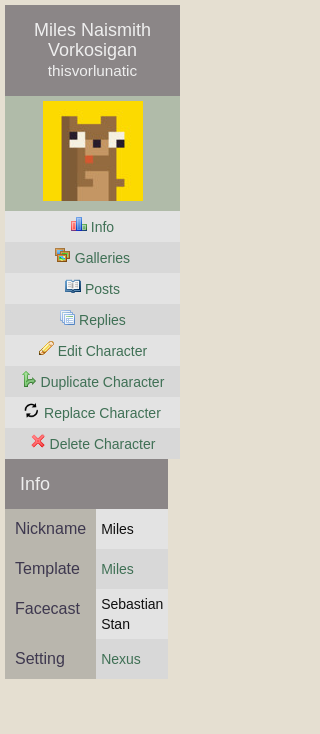 Miles Naismith
Vorkosigan
thisvorlunatic
Info
Galleries
Posts
Replies
Edit Character
Duplicate Character
Replace Character
Delete Character
Info
Nickname Miles
Template Miles
Facecast Sebastian
Stan
Setting Nexus